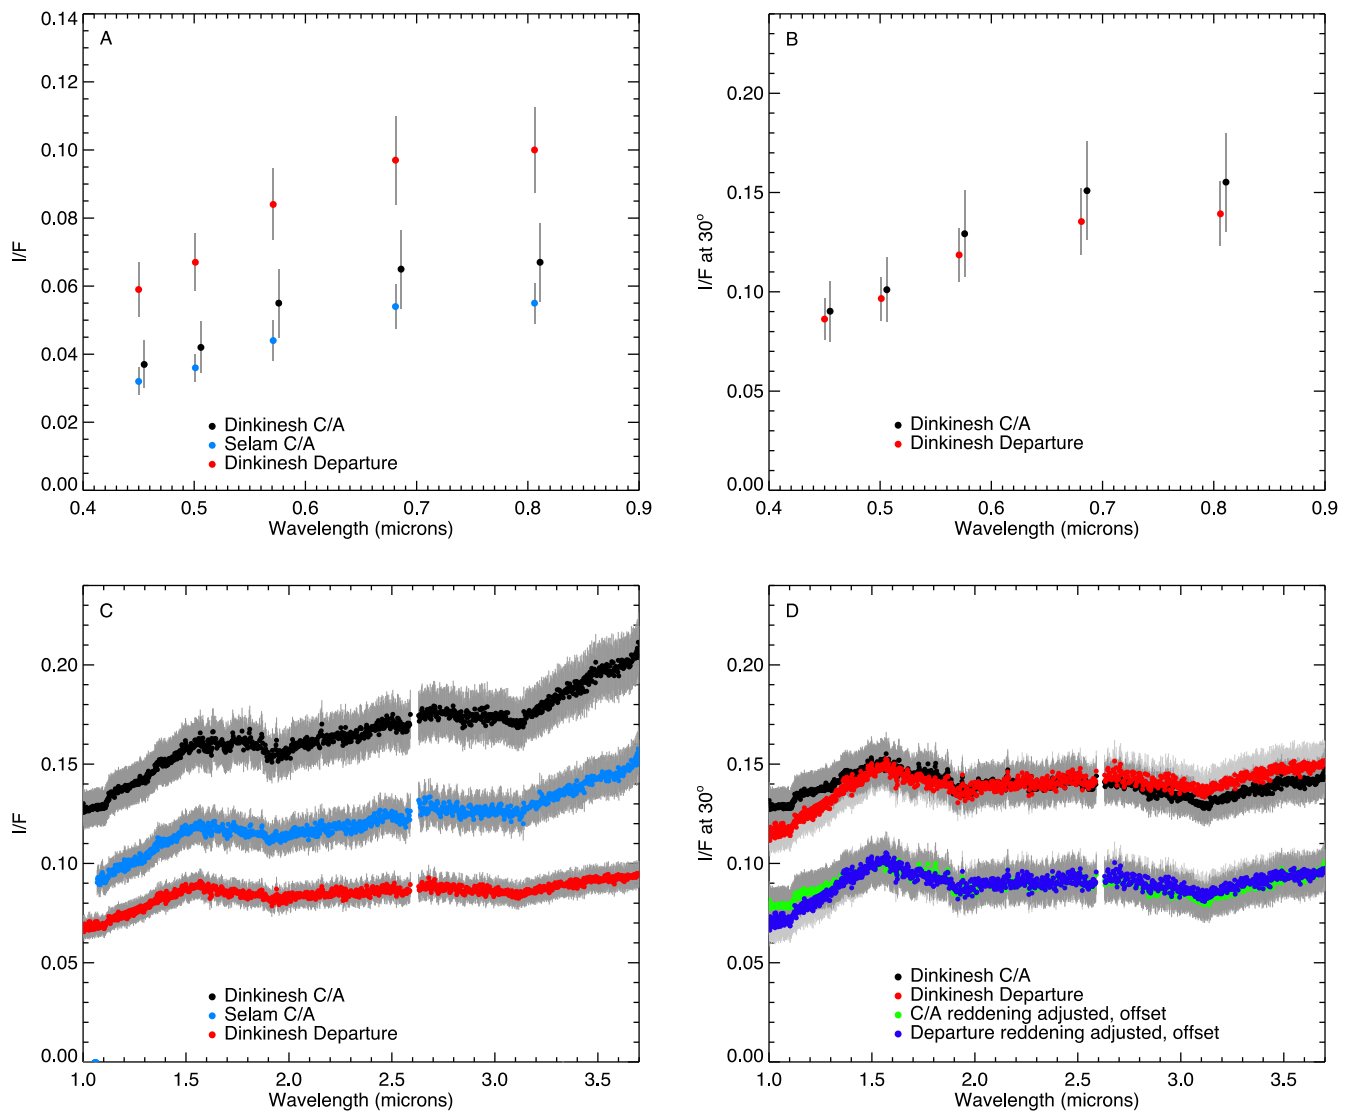 A
I/F
0.14
0.12
0.10
0.08
0.06
0.04
0.02
0.00
Dinkinesh C/A
Selam C/A
Dinkinesh Departure
0.4 0.5 0.6 0.7 0.8 0.9
Wavelength (microns)
B
I/F at 30°
0.20
0.15
0.10
0.05
0.00
Dinkinesh C/A
Dinkinesh Departure
0.4 0.5 0.6 0.7 0.8 0.9
Wavelength (microns)
C
I/F
0.20
0.15
0.10
0.05
0.00
Dinkinesh C/A
Selam C/A
Dinkinesh Departure
1.0 1.5 2.0 2.5 3.0 3.5
Wavelength (microns)
D
I/F at 30°
0.20
0.15
0.10
0.05
0.00
Dinkinesh C/A
Dinkinesh Departure
C/A reddening adjusted, offset
Departure reddening adjusted, offset
1.0 1.5 2.0 2.5 3.0 3.5
Wavelength (microns)